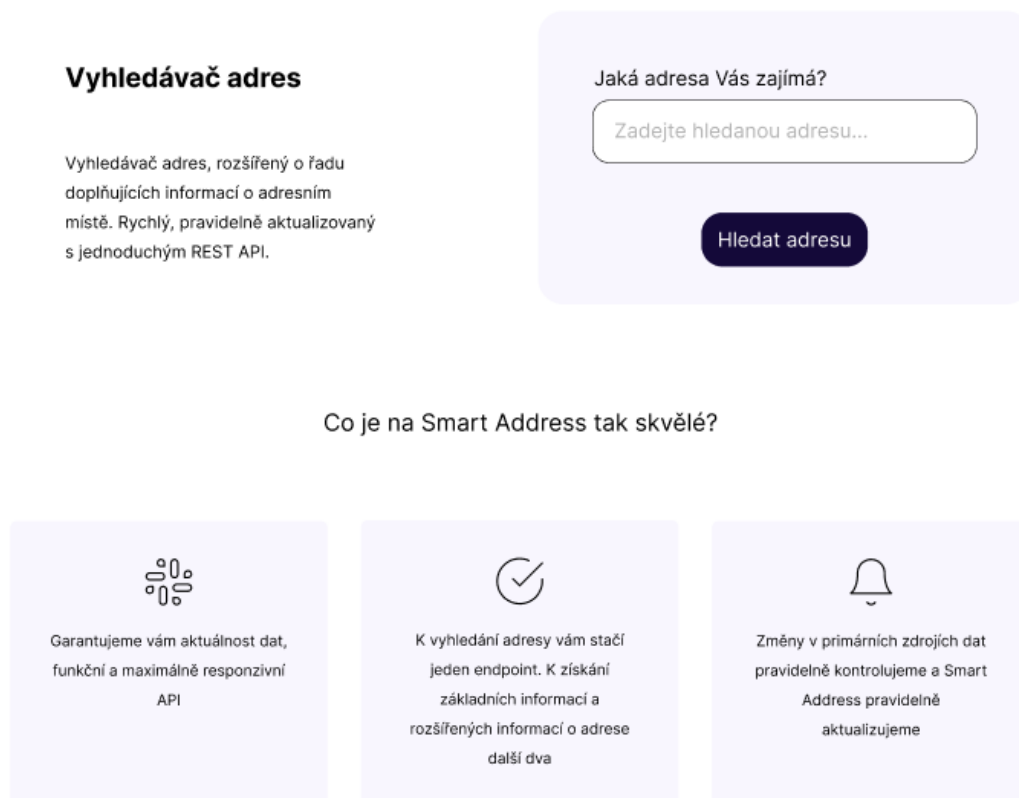 Vyhledávač adres
Vyhledávač adres, rozšířený o řadu
doplňujících informací o adresním
místě. Rychlý, pravidelně aktualizovaný
s jednoduchým REST API.
Jaká adresa Vás zajímá?
Zadejte hledanou adresu...
Hledat adresu
Co je na Smart Address tak skvělé?
Garantujeme vám aktuálnost dat,
funkční a maximálně responzivní
API
K vyhledání adresy vám stačí
jeden endpoint. K získání
základních informací a
rozšířených informací o adrese
další dva
Změny v primárních zdrojích dat
pravidelně kontrolujeme a Smart
Address pravidelně
aktualizujeme